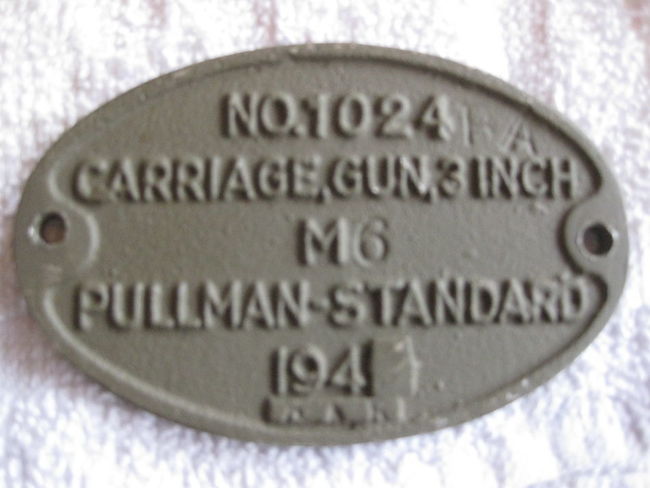 NO.1024
CARRIAGE,GUN,3 INCH
M6
PULLMAN-STANDARD
194